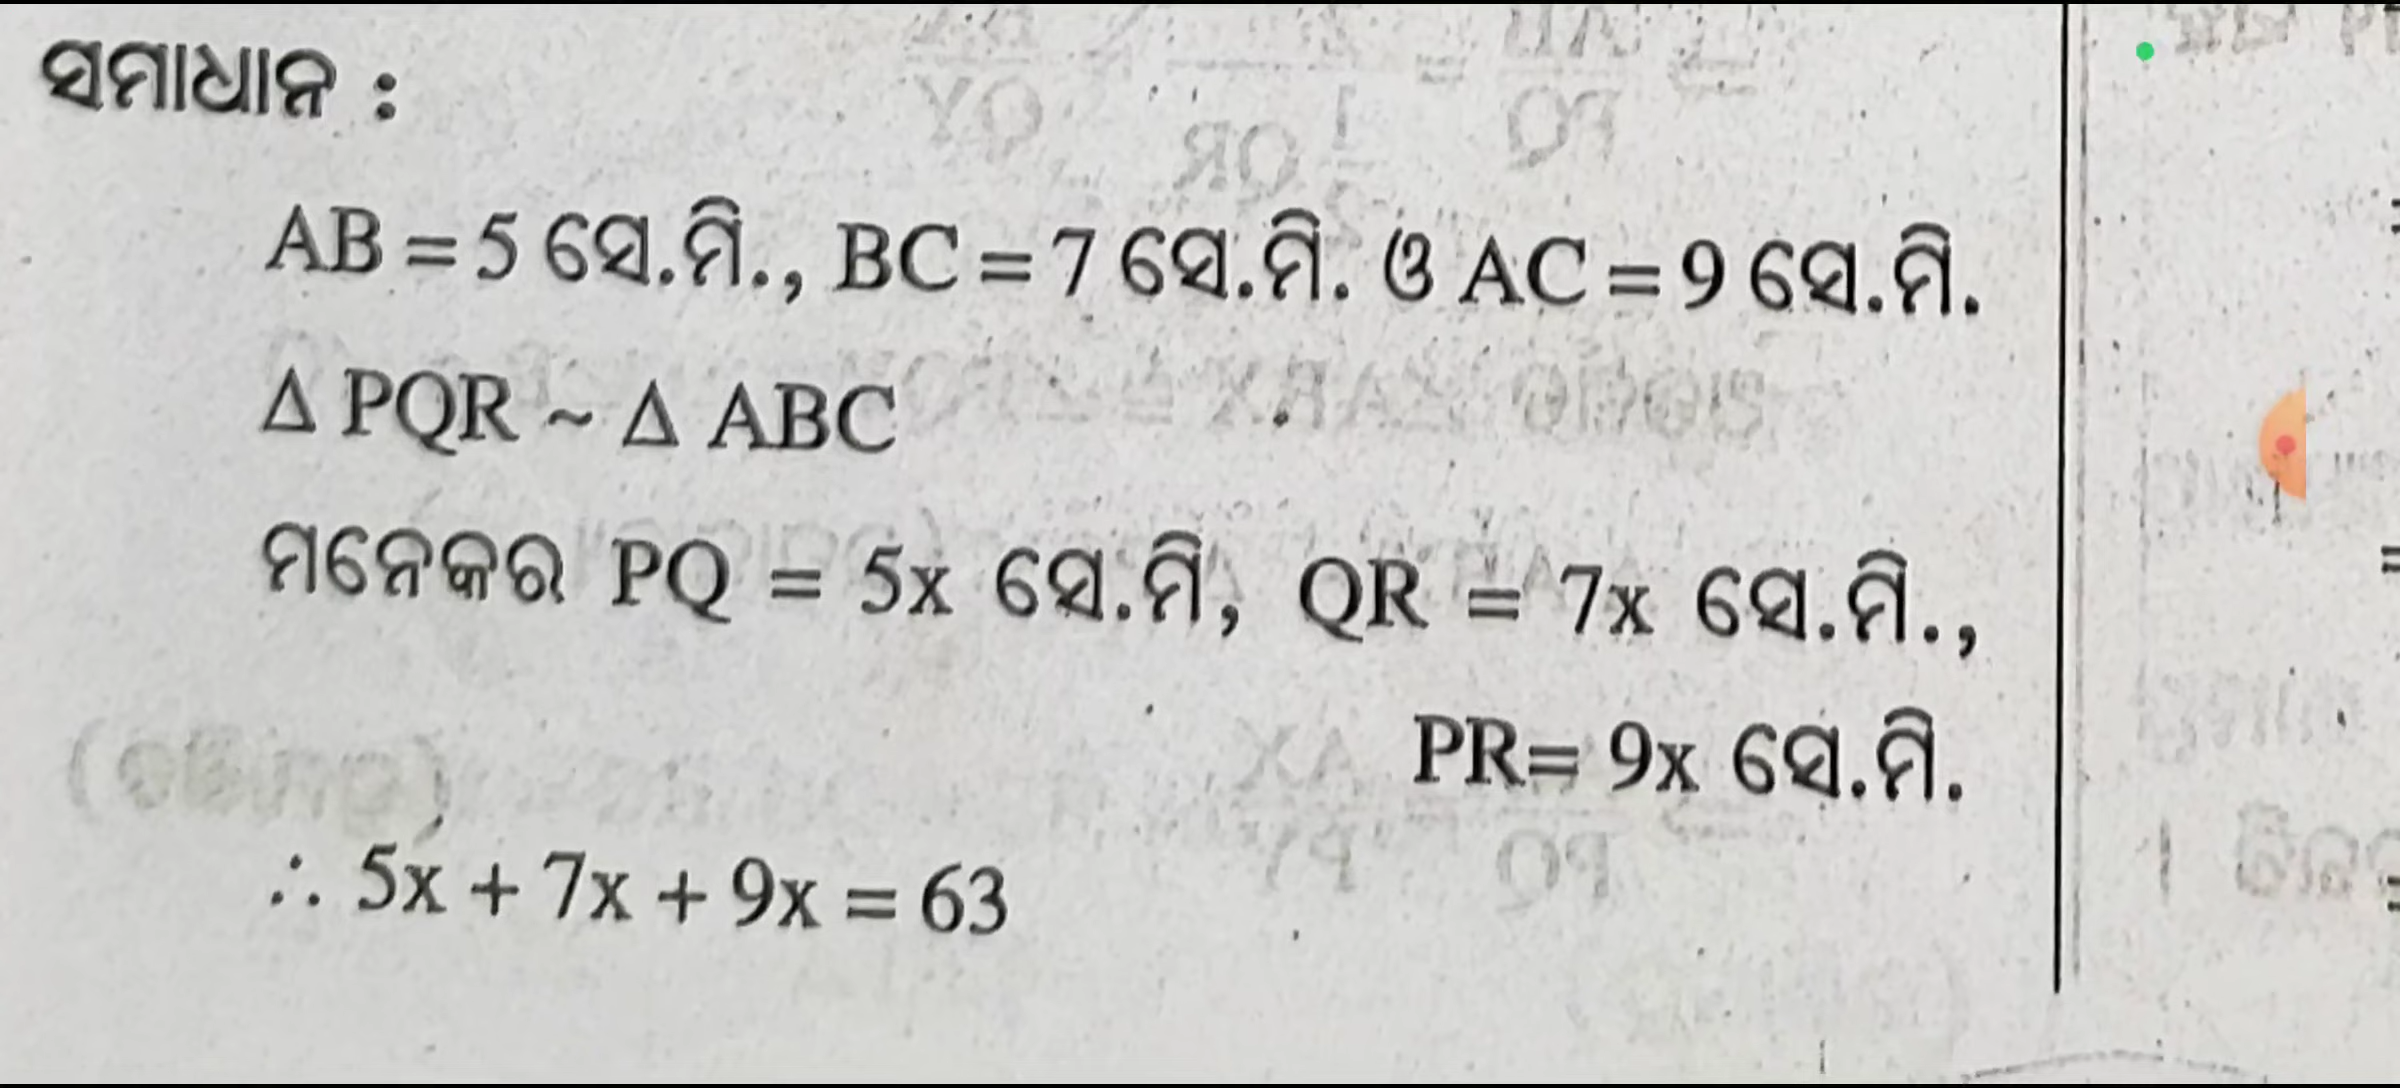 ସମାଧାନ :
AB = 5 ସେ.ମି., BC = 7 ସେ.ମି. ଓ AC = 9 ସେ.ମି.
Δ PQR ~ Δ ABC
ମନେକର PQ = 5x ସେ.ମି, QR = 7x ସେ.ମି.,
PR= 9x ସେ.ମି.
∴ 5x + 7x + 9x = 63